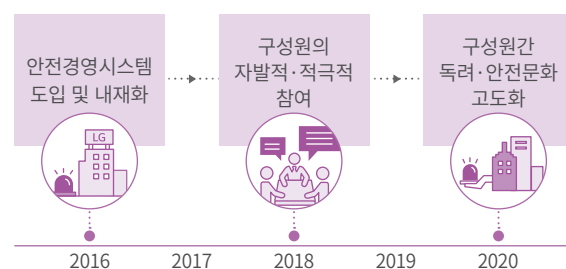 안전경영시스템
도입 및 내재화
구성원의
자발적·적극적
참여
구성원간
독려·안전문화
고도화
LG
2016
2017
2018
2019
2020